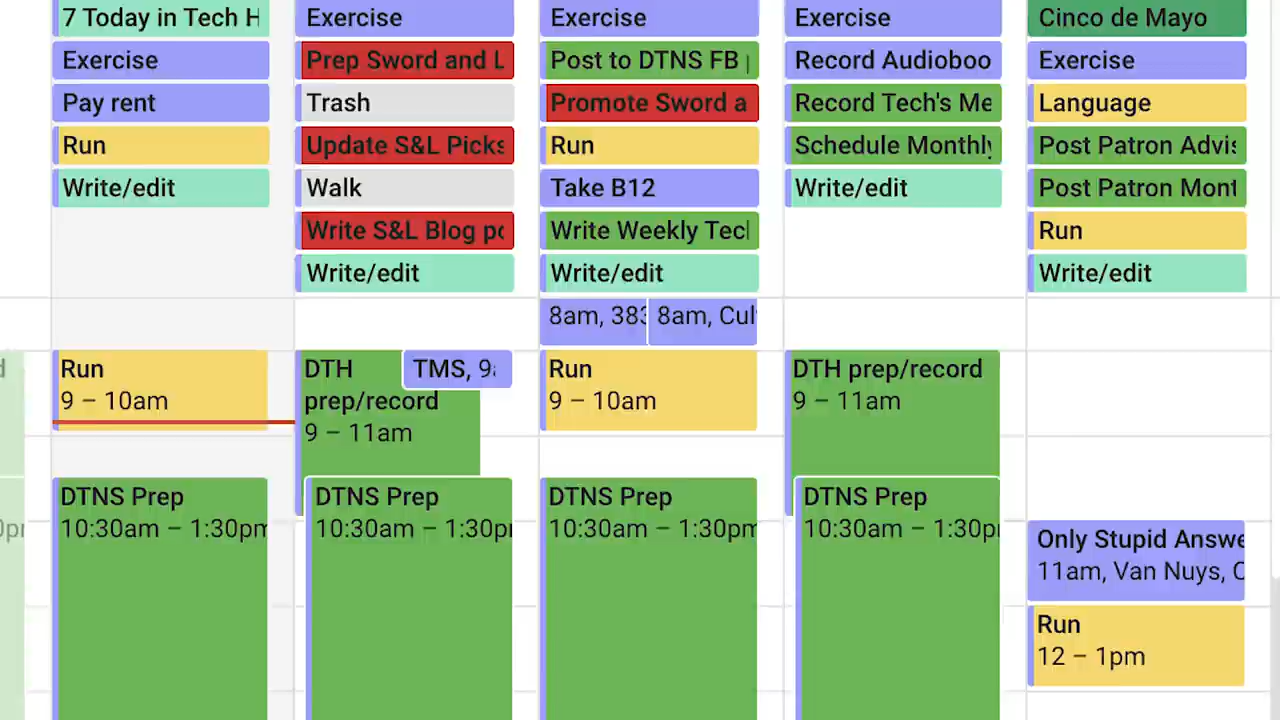 7 Today in Tech H
Exercise
Pay rent
Run
Write/edit
Exercise
Prep Sword and L
Trash
Update S&L Picks
Walk
Write S&L Blog po
Write/edit
Exercise
Post to DTNS FB
Promote Sword a
Run
Take B12
Write Weekly Tec
Write/edit
Exercise
Record Audioboo
Record Tech's Me
Schedule Monthly
Write/edit
Cinco de Mayo
Exercise
Language
Post Patron Advis
Post Patron Mont
Run
Write/edit
8am, 383
8am, Cul
Run
9 – 10am
DTNS Prep
10:30am – 1:30pm
DTH
prep/record
9 – 11am
TMS, 9a
DTNS Prep
10:30am – 1:30pm
Run
9 – 10am
DTNS Prep
10:30am – 1:30pm
DTH prep/record
9 – 11am
DTNS Prep
10:30am – 1:30pm
Only Stupid Answe
11am, Van Nuys, C
Run
12 – 1pm